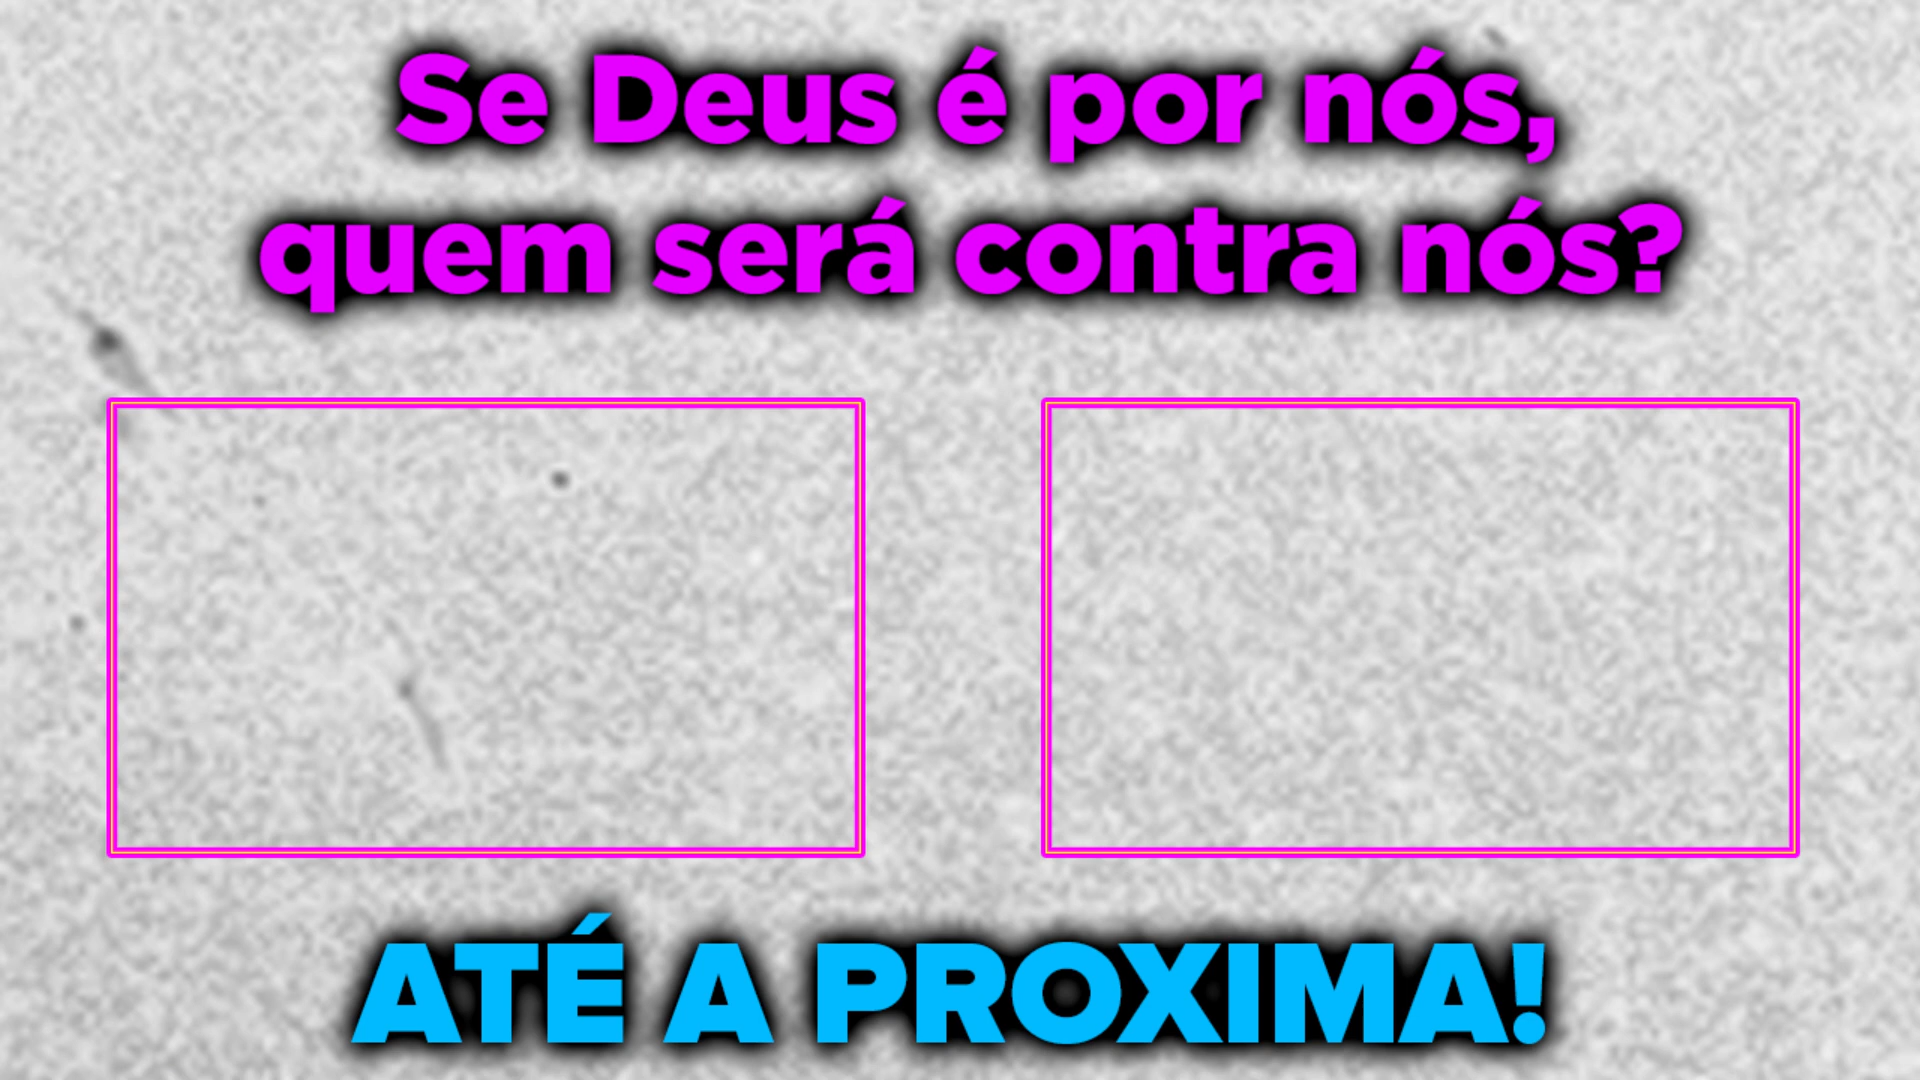 Se Deus é por nós,
quem será contra nós?
ATÉ A PROXIMA!